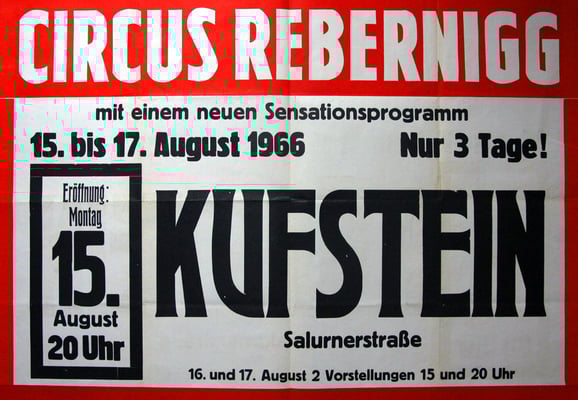 CIRCUS REBERNIGG
mit einem neuen Sensationsprogramm
15. bis 17. August 1966 Nur 3 Tage!
Eröffnung:
Montag
15.
August
20 Uhr
KUFSTEIN
Salurnerstraße
16. und 17. August 2 Vorstellungen 15 und 20 Uhr